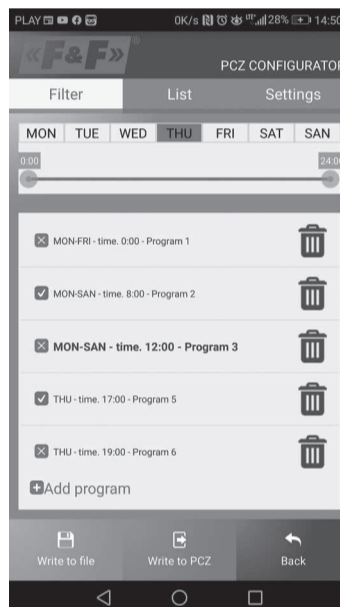 PLAY 0K/s LTE 28% 14:50
«F&F»®
PCZ CONFIGURATOR
Filter List Settings
MON TUE WED THU FRI SAT SAN
0:00 24:00
MON-FRI - time. 0:00 - Program 1
MON-SAN - time. 8:00 - Program 2
MON-SAN - time. 12:00 - Program 3
THU - time. 17:00 - Program 5
THU - time. 19:00 - Program 6
Add program
Write to file Write to PCZ Back